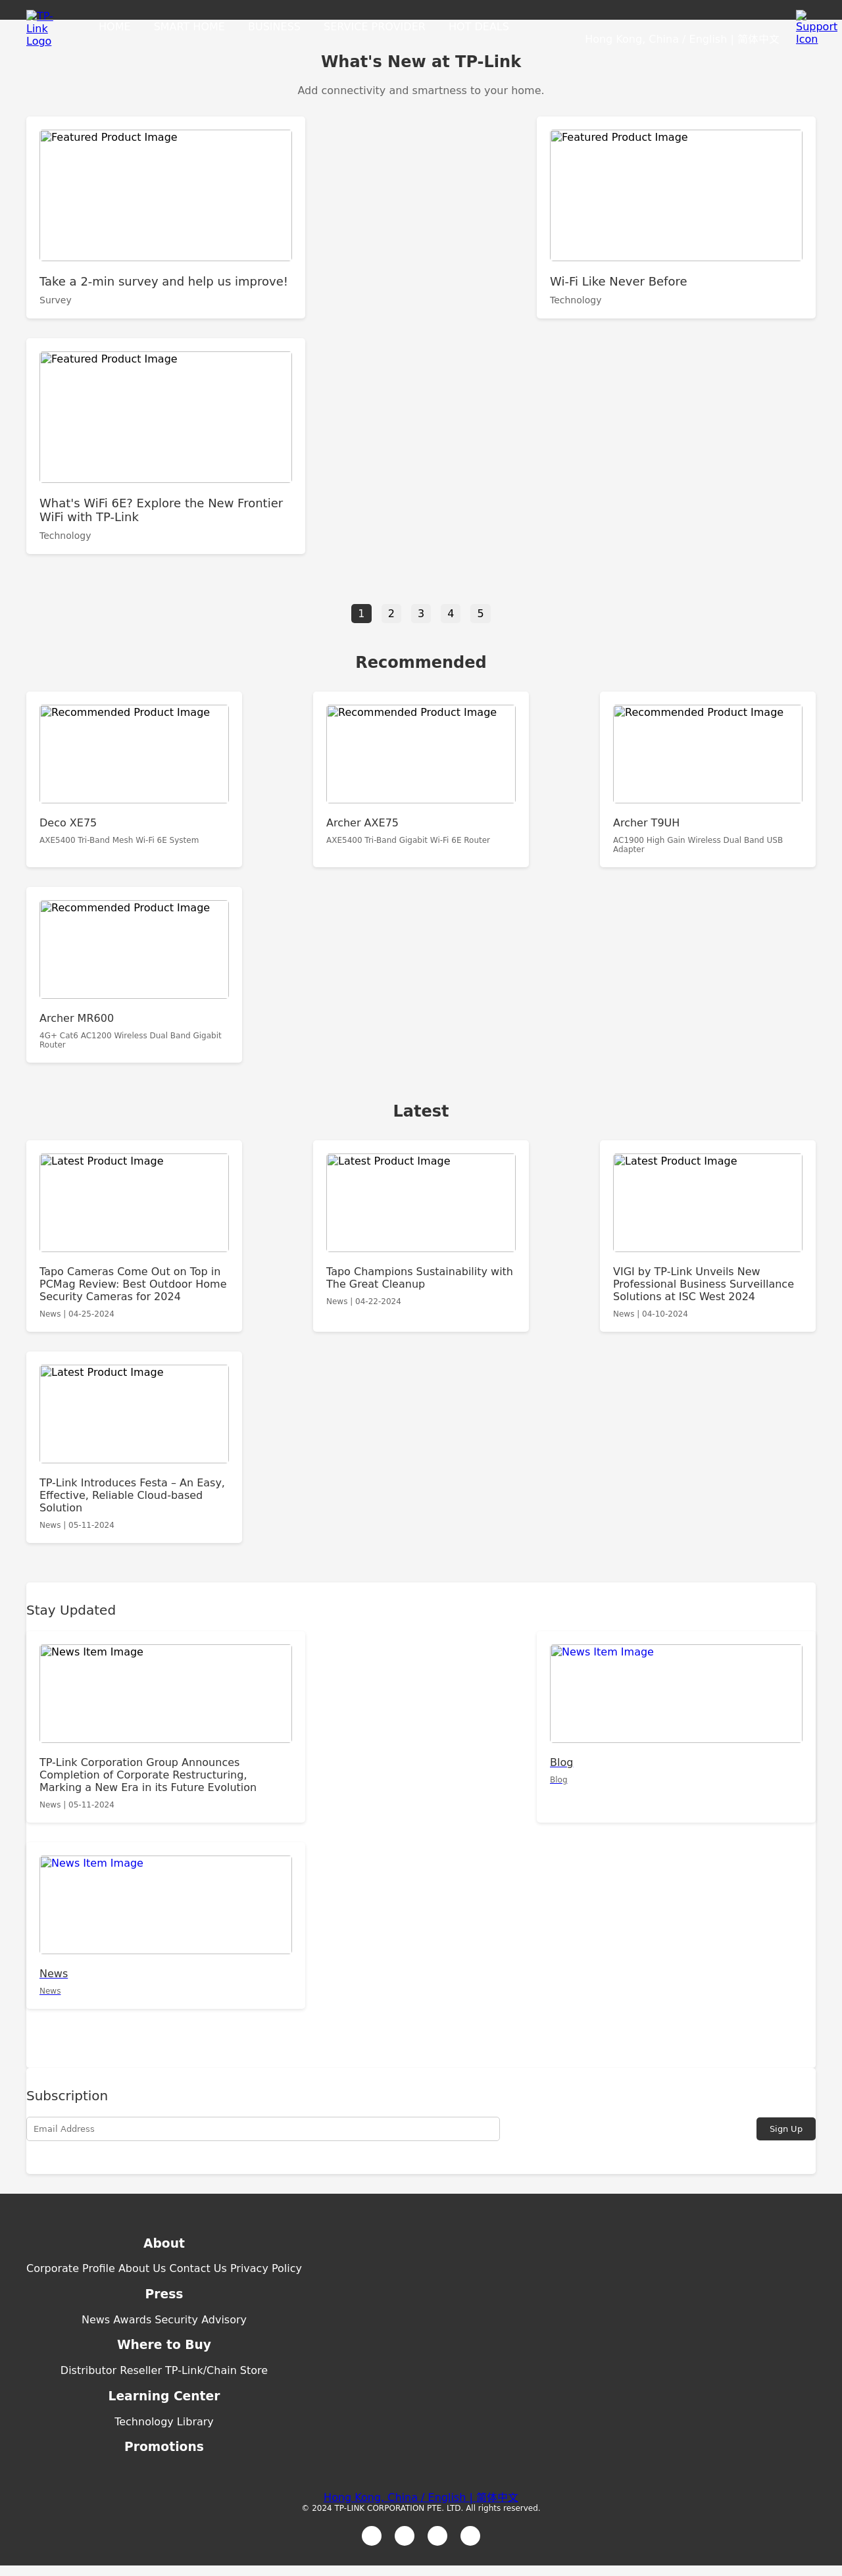 TP-
Link
Logo
HOME SMART HOME BUSINESS SERVICE PROVIDER HOT DEALS
Hong Kong, China / English | 简体中文
Support
Icon
What's New at TP-Link
Add connectivity and smartness to your home.
Featured Product Image
Take a 2-min survey and help us improve!
Survey
Featured Product Image
Wi-Fi Like Never Before
Technology
Featured Product Image
What's WiFi 6E? Explore the New Frontier
WiFi with TP-Link
Technology
1 2 3 4 5
Recommended
Recommended Product Image
Deco XE75
AXE5400 Tri-Band Mesh Wi-Fi 6E System
Recommended Product Image
Archer AXE75
AXE5400 Tri-Band Gigabit Wi-Fi 6E Router
Recommended Product Image
Archer T9UH
AC1900 High Gain Wireless Dual Band USB
Adapter
Recommended Product Image
Archer MR600
4G+ Cat6 AC1200 Wireless Dual Band Gigabit
Router
Latest
Latest Product Image
Tapo Cameras Come Out on Top in
PCMag Review: Best Outdoor Home
Security Cameras for 2024
News | 04-25-2024
Latest Product Image
Tapo Champions Sustainability with
The Great Cleanup
News | 04-22-2024
Latest Product Image
VIGI by TP-Link Unveils New
Professional Business Surveillance
Solutions at ISC West 2024
News | 04-10-2024
Latest Product Image
TP-Link Introduces Festa – An Easy,
Effective, Reliable Cloud-based
Solution
News | 05-11-2024
Stay Updated
News Item Image
TP-Link Corporation Group Announces
Completion of Corporate Restructuring,
Marking a New Era in its Future Evolution
News | 05-11-2024
News Item Image
Blog
Blog
News Item Image
News
News
Subscription
Email Address
Sign Up
About
Corporate Profile About Us Contact Us Privacy Policy
Press
News Awards Security Advisory
Where to Buy
Distributor Reseller TP-Link/Chain Store
Learning Center
Technology Library
Promotions
Hong Kong, China / English | 简体中文
© 2024 TP-LINK CORPORATION PTE. LTD. All rights reserved.